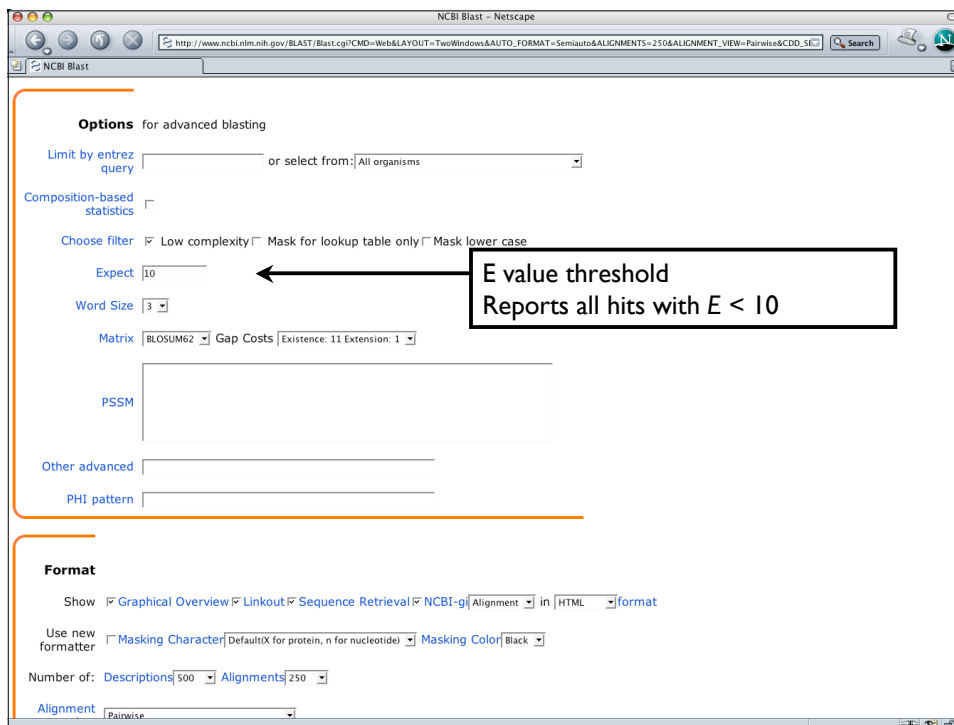 NCBI Blast - Netscape
http://www.ncbi.nlm.nih.gov/BLAST/Blast.cgi?CMD=Web&LAYOUT=TwoWindows&AUTO_FORMAT=Semiauto&ALIGNMENTS=250&ALIGNMENT_VIEW=Pairwise&CDD_SE Search N
NCBI Blast
Options for advanced blasting
Limit by entrez query or select from: All organisms
Composition-based statistics
Choose filter Low complexity Mask for lookup table only Mask lower case
Expect 10
E value threshold
Reports all hits with E < 10
Word Size 3
Matrix BLOSUM62 Gap Costs Existence: 11 Extension: 1
PSSM
Other advanced
PHI pattern
Format
Show Graphical Overview Linkout Sequence Retrieval NCBI-gi Alignment in HTML format
Use new formatter Masking Character Default(X for protein, n for nucleotide) Masking Color Black
Number of: Descriptions 500 Alignments 250
Alignment Pairwise